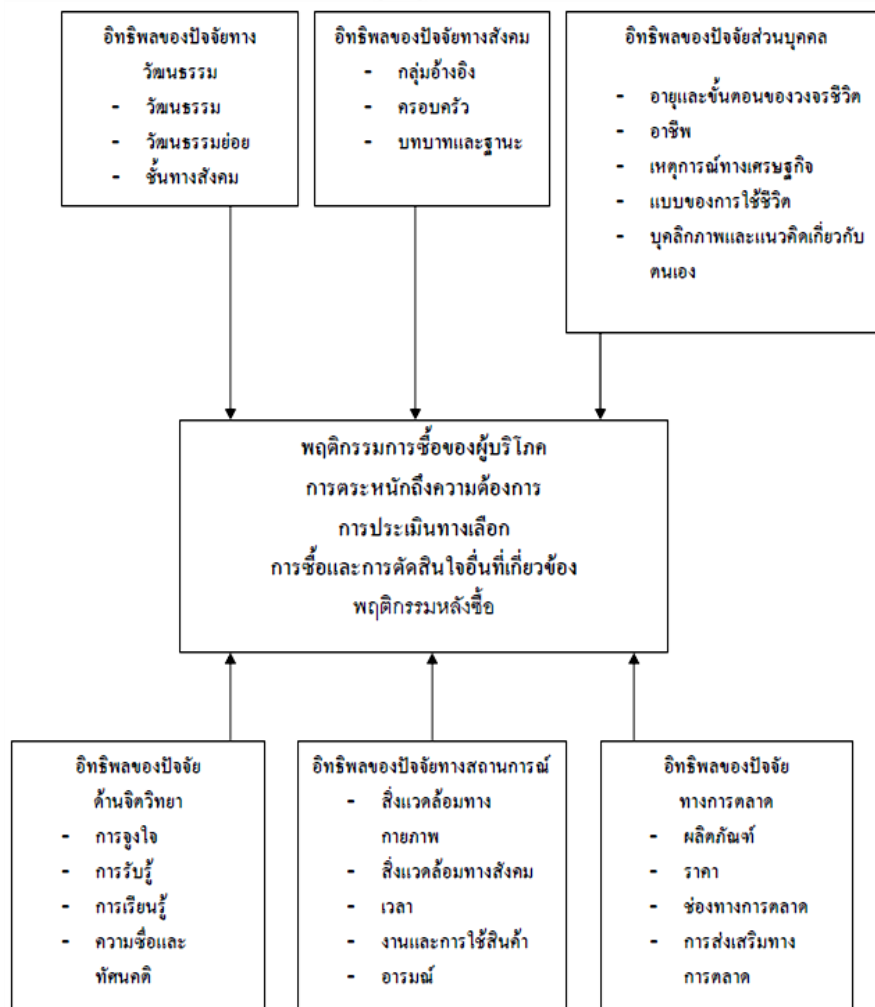 อิทธิพลของปัจจัยทาง
วัฒนธรรม
- วัฒนธรรม
- วัฒนธรรมย่อย
- ชั้นทางสังคม
อิทธิพลของปัจจัยทางสังคม
- กลุ่มอ้างอิง
- ครอบครัว
- บทบาทและฐานะ
อิทธิพลของปัจจัยส่วนบุคคล
- อายุและขั้นตอนของวงจรชีวิต
- อาชีพ
- เหตุการณ์ทางเศรษฐกิจ
- แบบของการใช้ชีวิต
- บุคลิกภาพและแนวคิดเกี่ยวกับ
ตนเอง
พฤติกรรมการซื้อของผู้บริโภค
การตระหนักถึงความต้องการ
การประเมินทางเลือก
การซื้อและการตัดสินใจอื่นที่เกี่ยวข้อง
พฤติกรรมหลังซื้อ
อิทธิพลของปัจจัย
ด้านจิตวิทยา
- การจูงใจ
- การรับรู้
- การเรียนรู้
- ความซื่อและ
ทัศนคติ
อิทธิพลของปัจจัยทางสถานการณ์
- สิ่งแวดล้อมทาง
กายภาพ
- สิ่งแวดล้อมทางสังคม
- เวลา
- งานและการใช้สินค้า
- อารมณ์
อิทธิพลของปัจจัย
ทางการตลาด
- ผลิตภัณฑ์
- ราคา
- ช่องทางการตลาด
- การส่งเสริมทาง
การตลาด